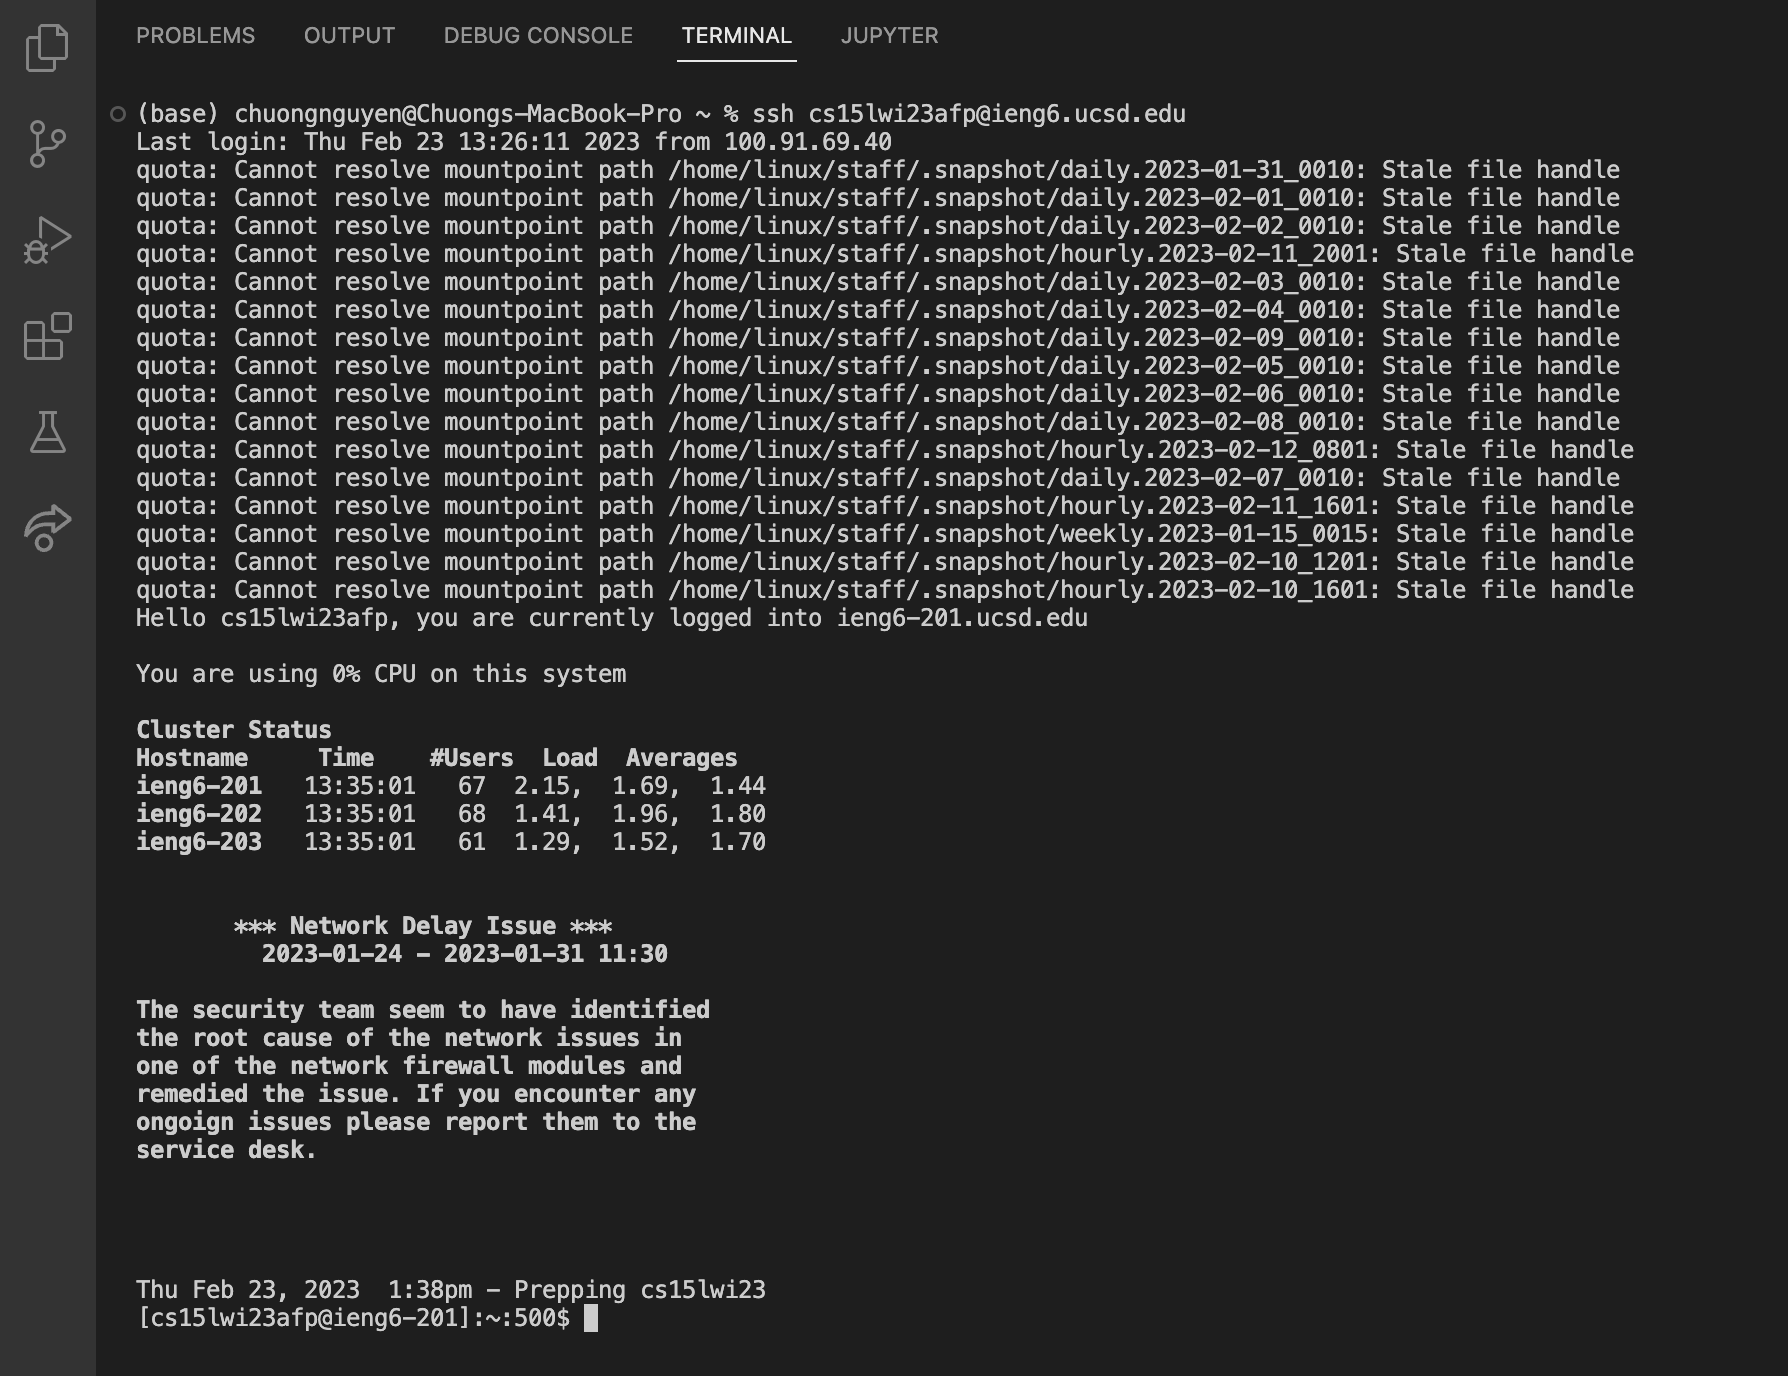 PROBLEMS OUTPUT DEBUG CONSOLE TERMINAL JUPYTER
(base) chuongnguyen@Chuongs-MacBook-Pro ~ % ssh cs15lwi23afp@ieng6.ucsd.edu
Last login: Thu Feb 23 13:26:11 2023 from 100.91.69.40
quota: Cannot resolve mountpoint path /home/linux/staff/.snapshot/daily.2023-01-31_0010: Stale file handle
quota: Cannot resolve mountpoint path /home/linux/staff/.snapshot/daily.2023-02-01_0010: Stale file handle
quota: Cannot resolve mountpoint path /home/linux/staff/.snapshot/daily.2023-02-02_0010: Stale file handle
quota: Cannot resolve mountpoint path /home/linux/staff/.snapshot/hourly.2023-02-11_2001: Stale file handle
quota: Cannot resolve mountpoint path /home/linux/staff/.snapshot/daily.2023-02-03_0010: Stale file handle
quota: Cannot resolve mountpoint path /home/linux/staff/.snapshot/daily.2023-02-04_0010: Stale file handle
quota: Cannot resolve mountpoint path /home/linux/staff/.snapshot/daily.2023-02-09_0010: Stale file handle
quota: Cannot resolve mountpoint path /home/linux/staff/.snapshot/daily.2023-02-05_0010: Stale file handle
quota: Cannot resolve mountpoint path /home/linux/staff/.snapshot/daily.2023-02-06_0010: Stale file handle
quota: Cannot resolve mountpoint path /home/linux/staff/.snapshot/daily.2023-02-08_0010: Stale file handle
quota: Cannot resolve mountpoint path /home/linux/staff/.snapshot/hourly.2023-02-12_0801: Stale file handle
quota: Cannot resolve mountpoint path /home/linux/staff/.snapshot/daily.2023-02-07_0010: Stale file handle
quota: Cannot resolve mountpoint path /home/linux/staff/.snapshot/hourly.2023-02-11_1601: Stale file handle
quota: Cannot resolve mountpoint path /home/linux/staff/.snapshot/weekly.2023-01-15_0015: Stale file handle
quota: Cannot resolve mountpoint path /home/linux/staff/.snapshot/hourly.2023-02-10_1201: Stale file handle
quota: Cannot resolve mountpoint path /home/linux/staff/.snapshot/hourly.2023-02-10_1601: Stale file handle
Hello cs15lwi23afp, you are currently logged into ieng6-201.ucsd.edu
You are using 0% CPU on this system
Cluster Status
Hostname Time #Users Load Averages
ieng6-201 13:35:01 67 2.15, 1.69, 1.44
ieng6-202 13:35:01 68 1.41, 1.96, 1.80
ieng6-203 13:35:01 61 1.29, 1.52, 1.70
*** Network Delay Issue ***
2023-01-24 - 2023-01-31 11:30
The security team seem to have identified
the root cause of the network issues in
one of the network firewall modules and
remedied the issue. If you encounter any
ongoign issues please report them to the
service desk.
Thu Feb 23, 2023 1:38pm - Prepping cs15lwi23
[cs15lwi23afp@ieng6-201]:~:500$